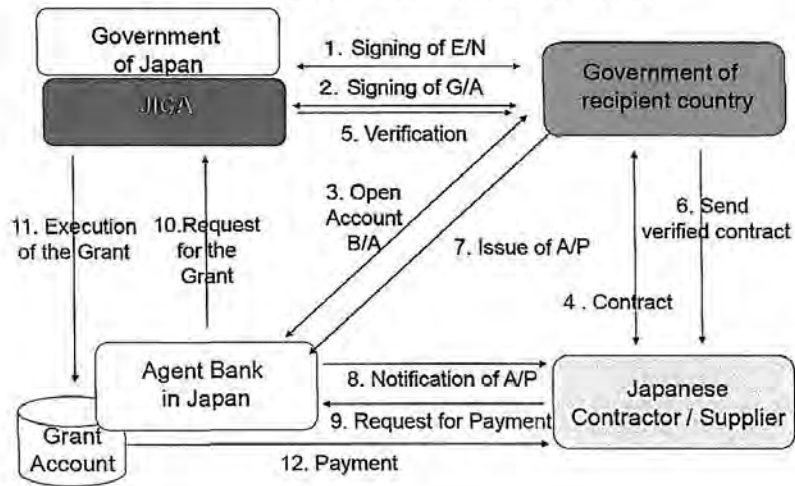 Government
of Japan
JICA
1. Signing of E/N
2. Signing of G/A
5. Verification
Government of
recipient country
3. Open
Account
B/A
7. Issue of A/P
6. Send
verified contract
4 . Contract
11. Execution
of the Grant
10.Request
for the
Grant
Agent Bank
in Japan
Grant
Account
8. Notification of A/P
9. Request for Payment
12. Payment
Japanese
Contractor / Supplier